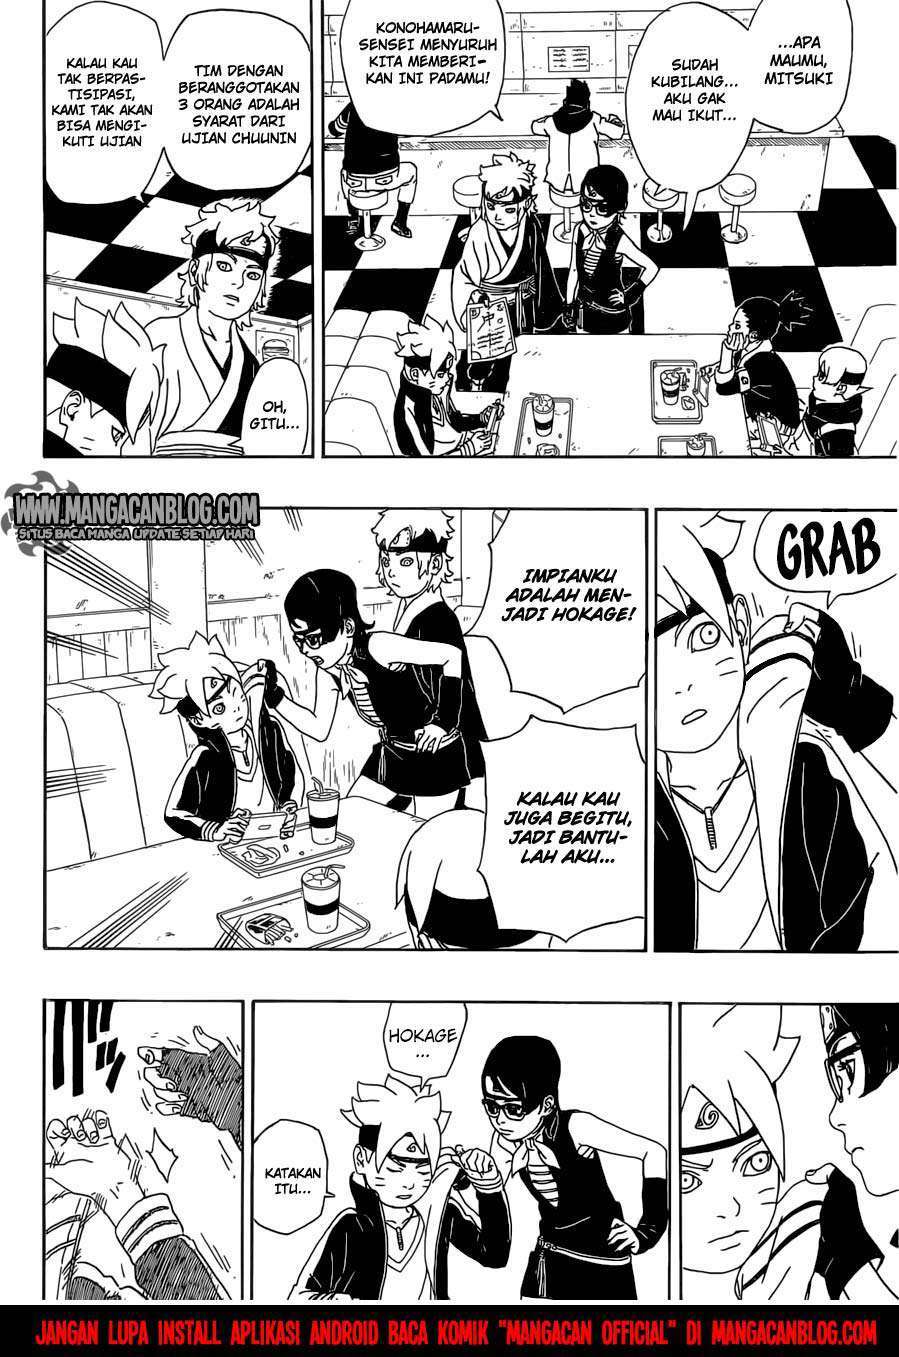 ...APA
MAUMU,
MITSUKI
SUDAH
KUBILANG...
AKU GAK
MAU IKUT...
KONOHAMARU-
SENSEI MENYURUH
KITA MEMBERI-
KAN INI PADAMU!
TIM DENGAN
BERANGGOTAKAN
3 ORANG ADALAH
SYARAT DARI
UJIAN CHUUNIN
KALAU KAU
TAK BERPAS-
TISIPASI,
KAMI TAK AKAN
BISA MENGI-
KUTI UJIAN
OH,
GITU...
WWW.MANGACANBLOG.COM
SITUS BACA MANGA UPDATE SETIAP HARI
GRAB
IMPIANKU
ADALAH MEN-
JADI HOKAGE!
KALAU KAU
JUGA BEGITU,
JADI BANTU-
LAH AKU...
HOKAGE
...
KATAKAN
ITU...
JANGAN LUPA INSTALL APLIKASI ANDROID BACA KOMIK "MANGACAN OFFICIAL" DI MANGACANBLOG.COM